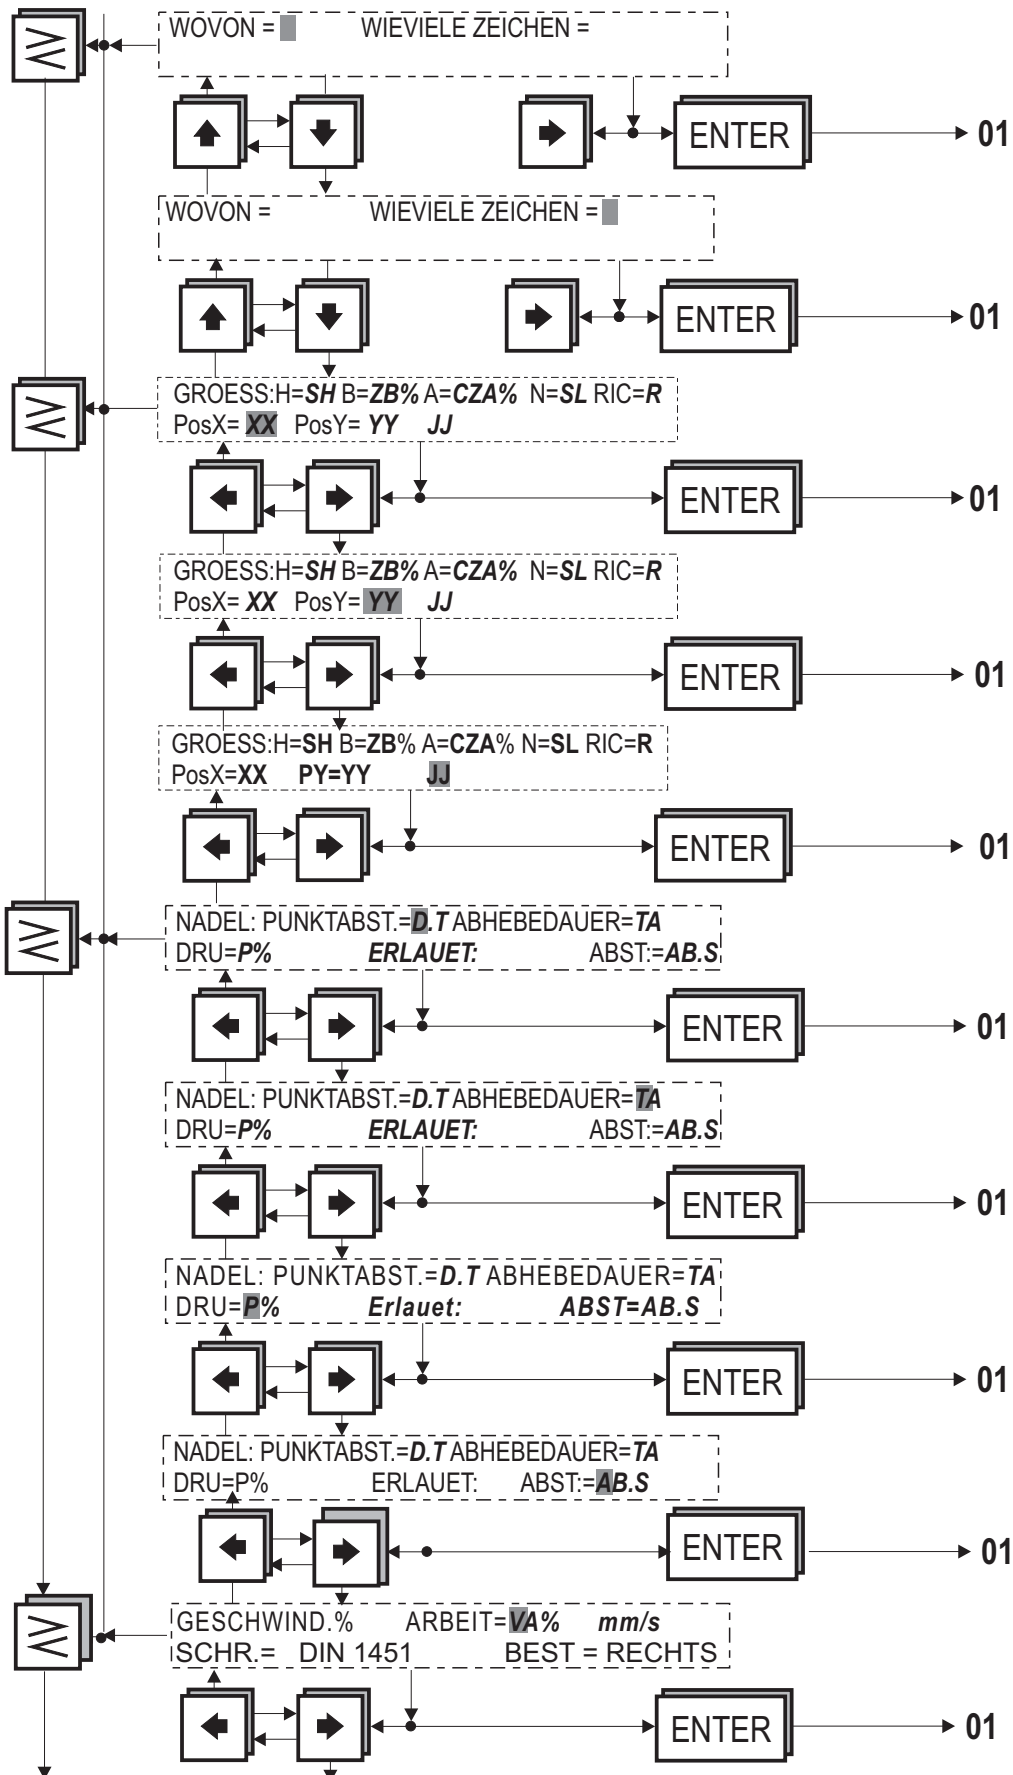 WOVON = WIEVIELE ZEICHEN =
ENTER 01
WOVON = WIEVIELE ZEICHEN =
ENTER 01
GROESS:H=SH B=ZB% A=CZA% N=SL RIC=R
PosX= XX PosY= YY JJ
ENTER 01
GROESS:H=SH B=ZB% A=CZA% N=SL RIC=R
PosX= XX PosY= YY JJ
ENTER 01
GROESS:H=SH B=ZB% A=CZA% N=SL RIC=R
PosX=XX PY=YY JJ
ENTER 01
NADEL: PUNKTABST.=D.T ABHEBEDAUER=TA
DRU=P% ERLAUET: ABST:=AB.S
ENTER 01
NADEL: PUNKTABST.=D.T ABHEBEDAUER=TA
DRU=P% ERLAUET: ABST:=AB.S
ENTER 01
NADEL: PUNKTABST.=D.T ABHEBEDAUER=TA
DRU=P% Erlauet: ABST=AB.S
ENTER 01
NADEL: PUNKTABST.=D.T ABHEBEDAUER=TA
DRU=P% ERLAUET: ABST:=AB.S
ENTER 01
GESCHWIND.% ARBEIT=VA% mm/s
SCHR.= DIN 1451 BEST = RECHTS
ENTER 01